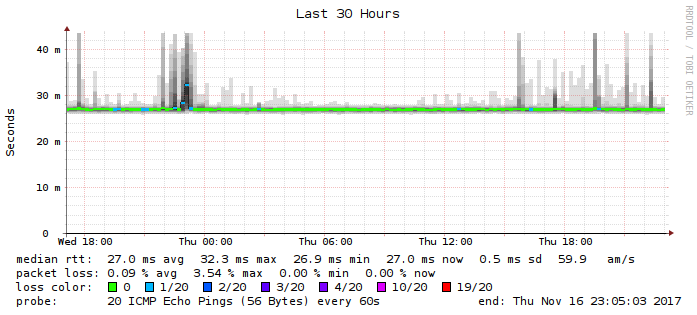 Last 30 Hours
RRDTOOL / TOBI OETIKER
Seconds
40 m
30 m
20 m
10 m
0
Wed 18:00 Thu 00:00 Thu 06:00 Thu 12:00 Thu 18:00
median rtt: 27.0 ms avg 32.3 ms max 26.9 ms min 27.0 ms now 0.5 ms sd 59.9 am/s
packet loss: 0.09 % avg 3.54 % max 0.00 % min 0.00 % now
loss color: 0 1/20 2/20 3/20 4/20 10/20 19/20
probe: 20 ICMP Echo Pings (56 Bytes) every 60s end: Thu Nov 16 23:05:03 2017